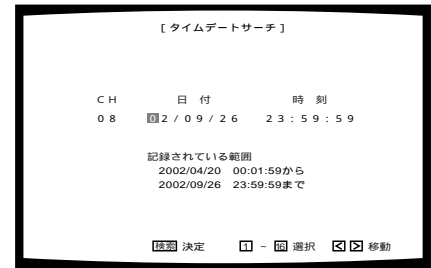 [タイムデートサーチ]
CH 日付 時刻
08 02/09/26 23:59:59
記録されている範囲
2002/04/20 00:01:59から
2002/09/26 23:59:59まで
検索 決定 1 ~ 16 選択 < > 移動